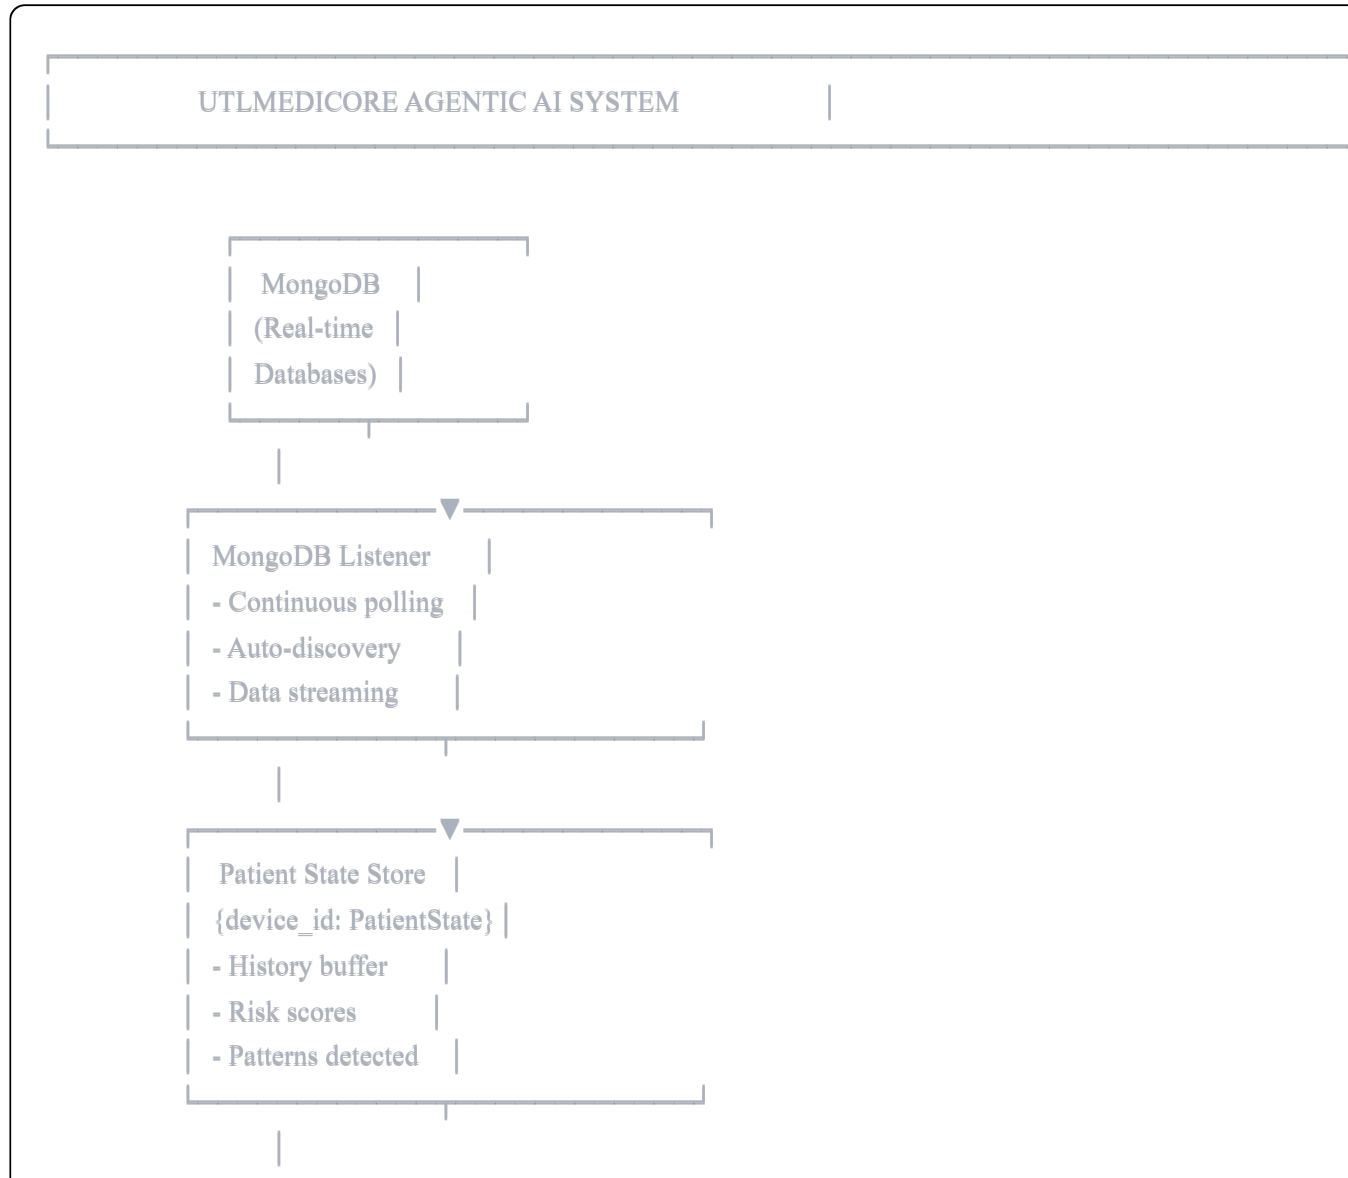 UTLMEDICORE AGENTIC AI SYSTEM
MongoDB
(Real-time
Databases)
MongoDB Listener
- Continuous polling
- Auto-discovery
- Data streaming
Patient State Store
{device_id: PatientState}
- History buffer
- Risk scores
- Patterns detected